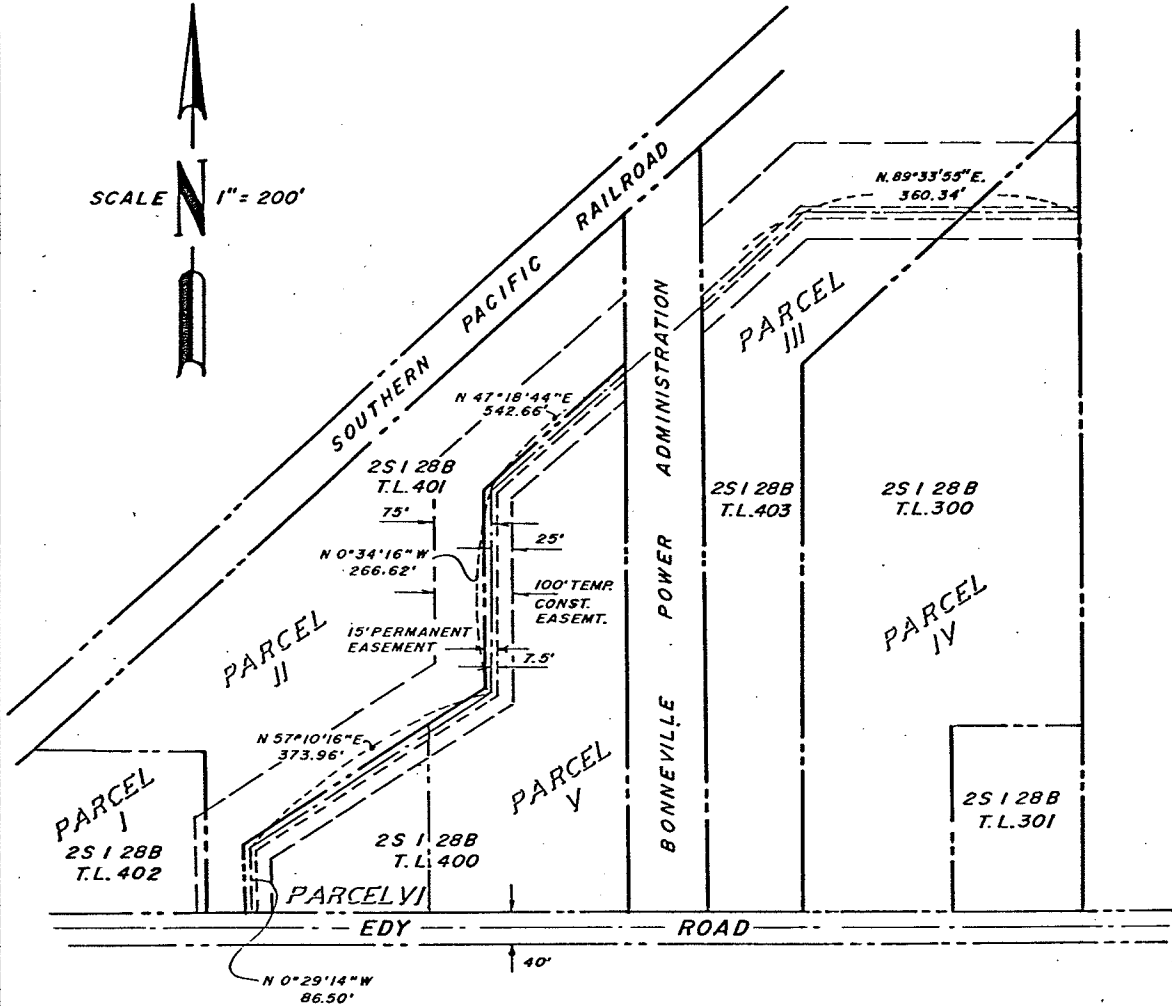 N
SCALE 1" = 200'
SOUTHERN PACIFIC RAILROAD
N.89°33'55"E.
360.34'
PARCEL
III
N 47°18'44"E
542.66'
BONNEVILLE POWER ADMINISTRATION
2S 1 28B
T.L.401
75'
25'
2S 1 28B
T.L.403
2S 1 28B
T.L.300
N 0°34'16"W
266.62'
100' TEMP.
CONST.
EASEMT.
15' PERMANENT
EASEMENT
7.5'
PARCEL
II
PARCEL
IV
N 57°10'16"E
373.96'
PARCEL
V
PARCEL
I
2S 1 28B
T.L.402
2S 1 28B
T.L.400
2S 1 28B
T.L.301
PARCEL VI
EDY ROAD
40'
N 0°29'14"W
86.50'